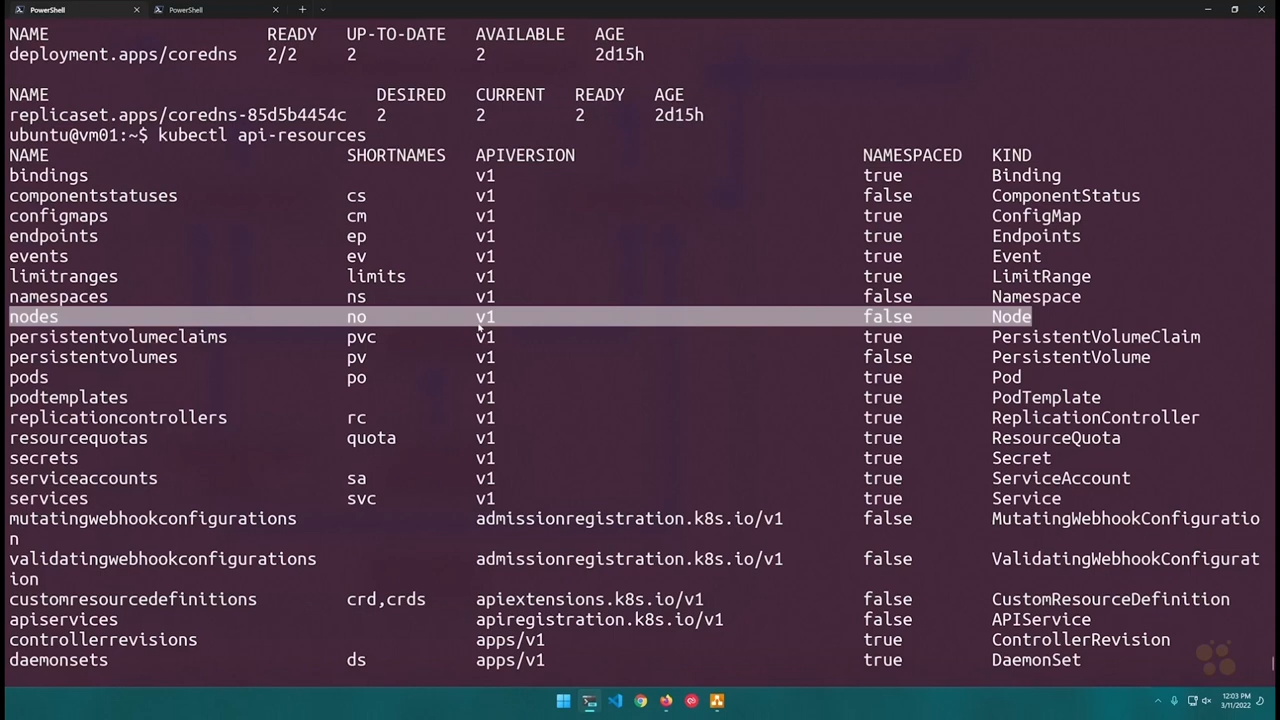 PowerShell PowerShell
NAME READY UP-TO-DATE AVAILABLE AGE
deployment.apps/coredns 2/2 2 2 2d15h
NAME DESIRED CURRENT READY AGE
replicaset.apps/coredns-85d5b4454c 2 2 2 2d15h
ubuntu@vm01:~$ kubectl api-resources
NAME SHORTNAMES APIVERSION NAMESPACED KIND
bindings v1 true Binding
componentstatuses cs v1 false ComponentStatus
configmaps cm v1 true ConfigMap
endpoints ep v1 true Endpoints
events ev v1 true Event
limitranges limits v1 true LimitRange
namespaces ns v1 false Namespace
nodes no v1 false Node
persistentvolumeclaims pvc v1 true PersistentVolumeClaim
persistentvolumes pv v1 false PersistentVolume
pods po v1 true Pod
podtemplates v1 true PodTemplate
replicationcontrollers rc v1 true ReplicationController
resourcequotas quota v1 true ResourceQuota
secrets v1 true Secret
serviceaccounts sa v1 true ServiceAccount
services svc v1 true Service
mutatingwebhookconfigurations admissionregistration.k8s.io/v1 false MutatingWebhookConfiguratio
n
validatingwebhookconfigurations admissionregistration.k8s.io/v1 false ValidatingWebhookConfigurat
ion
customresourcedefinitions crd,crds apiextensions.k8s.io/v1 false CustomResourceDefinition
apiservices apiregistration.k8s.io/v1 false APIService
controllerrevisions apps/v1 true ControllerRevision
daemonsets ds apps/v1 true DaemonSet
12:03 PM
3/11/2022